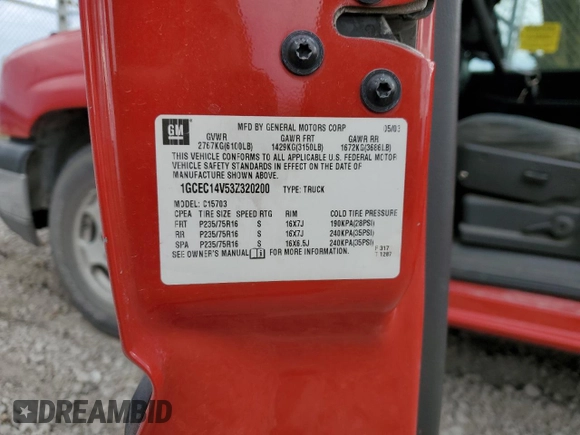 GM
MFD BY GENERAL MOTORS CORP 05/03
GVWR GAWR FRT GAWR RR
2767KG(6100LB) 1429KG(3150LB) 1672KG(3686LB)
THIS VEHICLE CONFORMS TO ALL APPLICABLE U.S. FEDERAL MOTOR
VEHICLE SAFETY STANDARDS IN EFFECT ON THE DATE OF
MANUFACTURE SHOWN ABOVE.
1GCEC14V53Z320200 TYPE: TRUCK
MODEL: C15703
CPEA TIRE SIZE SPEED RTG RIM COLD TIRE PRESSURE
FRT P235/75R16 S 16X7J 190KPA(28PSI)
RR P235/75R16 S 16X7J 240KPA(35PSI)
SPA P235/75R16 S 16X6.5J 240KPA(35PSI)
SEE OWNER'S MANUAL FOR MORE INFORMATION.
317
T1287
DREAMBID